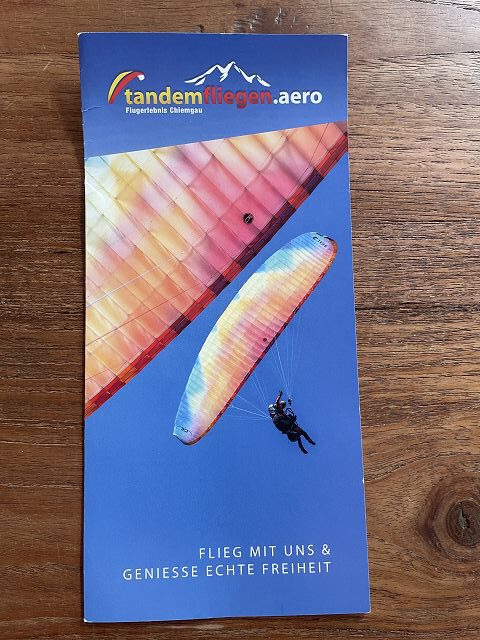 tandemfliegen.aero
Flugerlebnis Chiemgau
FLIEG MIT UNS &
GENIESSE ECHTE FREIHEIT